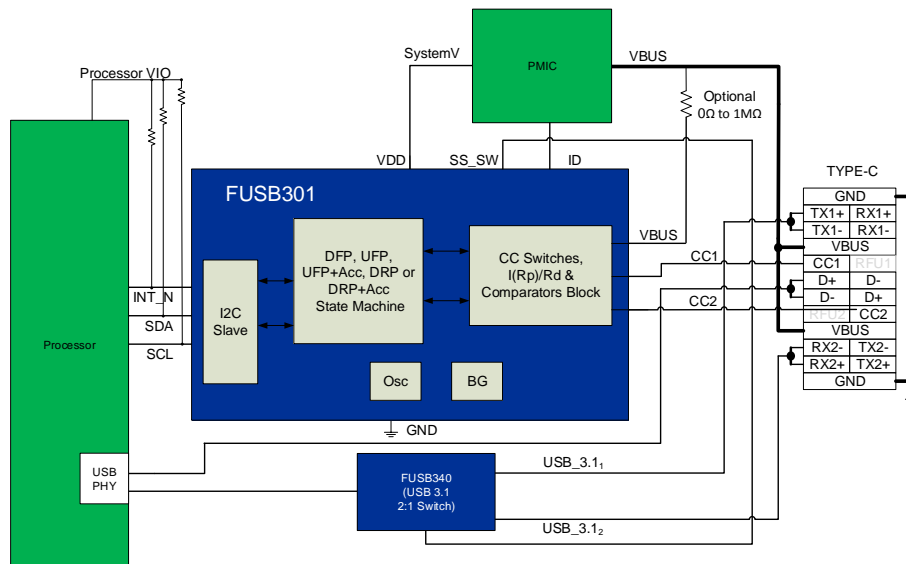 SystemV
PMIC
VBUS
Processor VIO
Optional
0Ω to 1MΩ
VDD
SS_SW
ID
TYPE-C
FUSB301
GND
TX1+ RX1+
TX1- RX1-
VBUS
CC1 RFU1
D+ D-
D- D+
RFU2 CC2
VBUS
RX2- TX2-
RX2+ TX2+
GND
VBUS
CC1
CC2
DFP, UFP,
UFP+Acc, DRP or
DRP+Acc
State Machine
CC Switches,
I(Rp)/Rd &
Comparators Block
I2C
Slave
INT_N
SDA
SCL
Processor
Osc
BG
GND
USB
PHY
FUSB340
(USB 3.1
2:1 Switch)
USB_3.1₁
USB_3.1₂